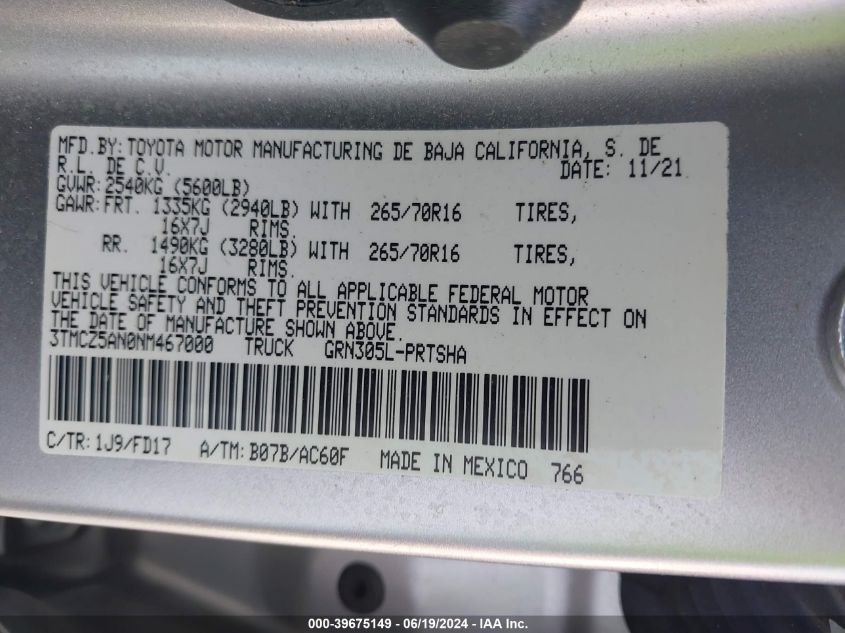 MFD.BY: TOYOTA MOTOR MANUFACTURING DE BAJA CALIFORNIA, S. DE
R.L. DE C.V. DATE: 11/21
GVWR: 2540KG (5600LB)
GAWR: FRT. 1335KG (2940LB) WITH 265/70R16 TIRES,
16X7J RIMS.
RR. 1490KG (3280LB) WITH 265/70R16 TIRES,
16X7J RIMS.
THIS VEHICLE CONFORMS TO ALL APPLICABLE FEDERAL MOTOR
VEHICLE SAFETY AND THEFT PREVENTION STANDARDS IN EFFECT ON
THE DATE OF MANUFACTURE SHOWN ABOVE.
3TMCZ5AN0NM467000 TRUCK GRN305L-PRTSHA
C/TR: 1J9/FD17 A/TM: B07B/AC60F MADE IN MEXICO 766
000-39675149 - 06/19/2024 - IAA Inc.